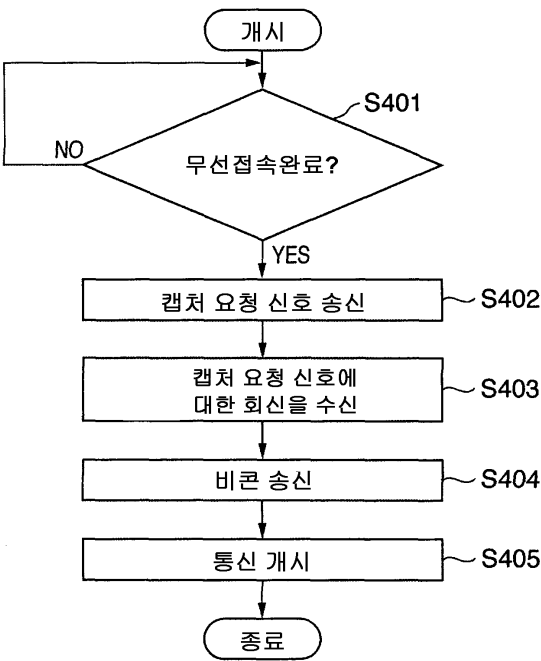 개시
S401
NO
무선접속완료?
YES
캡처 요청 신호 송신
S402
캡처 요청 신호에
대한 회신을 수신
S403
비콘 송신
S404
통신 개시
S405
종료